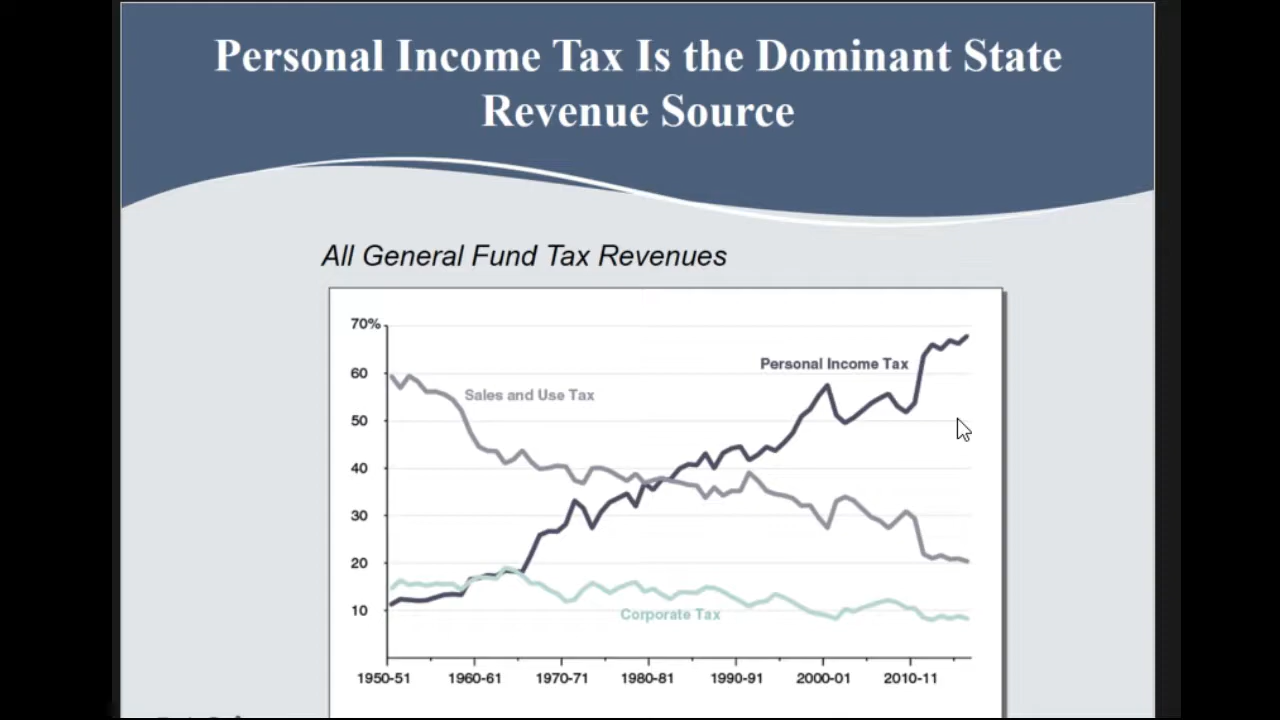 Personal Income Tax Is the Dominant State
Revenue Source
All General Fund Tax Revenues
70%
Personal Income Tax
60
Sales and Use Tax
50
40
30
20
10
Corporate Tax
1950-51 1960-61 1970-71 1980-81 1990-91 2000-01 2010-11